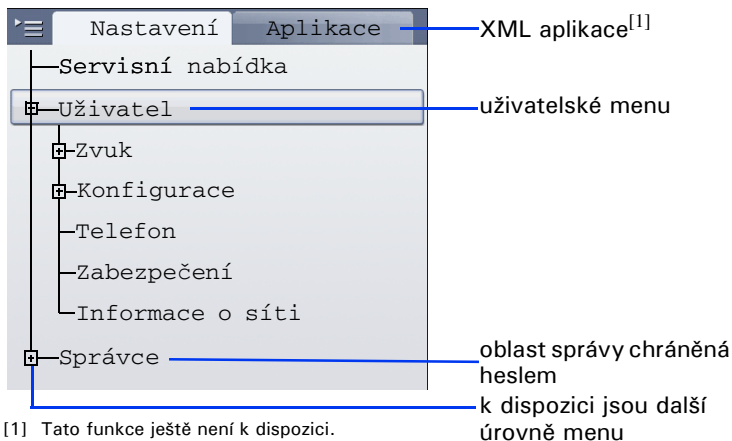 Nastavení Aplikace
XML aplikace[1]
Servisní nabídka
Uživatel
uživatelské menu
Zvuk
Konfigurace
Telefon
Zabezpečení
Informace o síti
Správce
oblast správy chráněná
heslem
k dispozici jsou další
úrovně menu
[1] Tato funkce ještě není k dispozici.